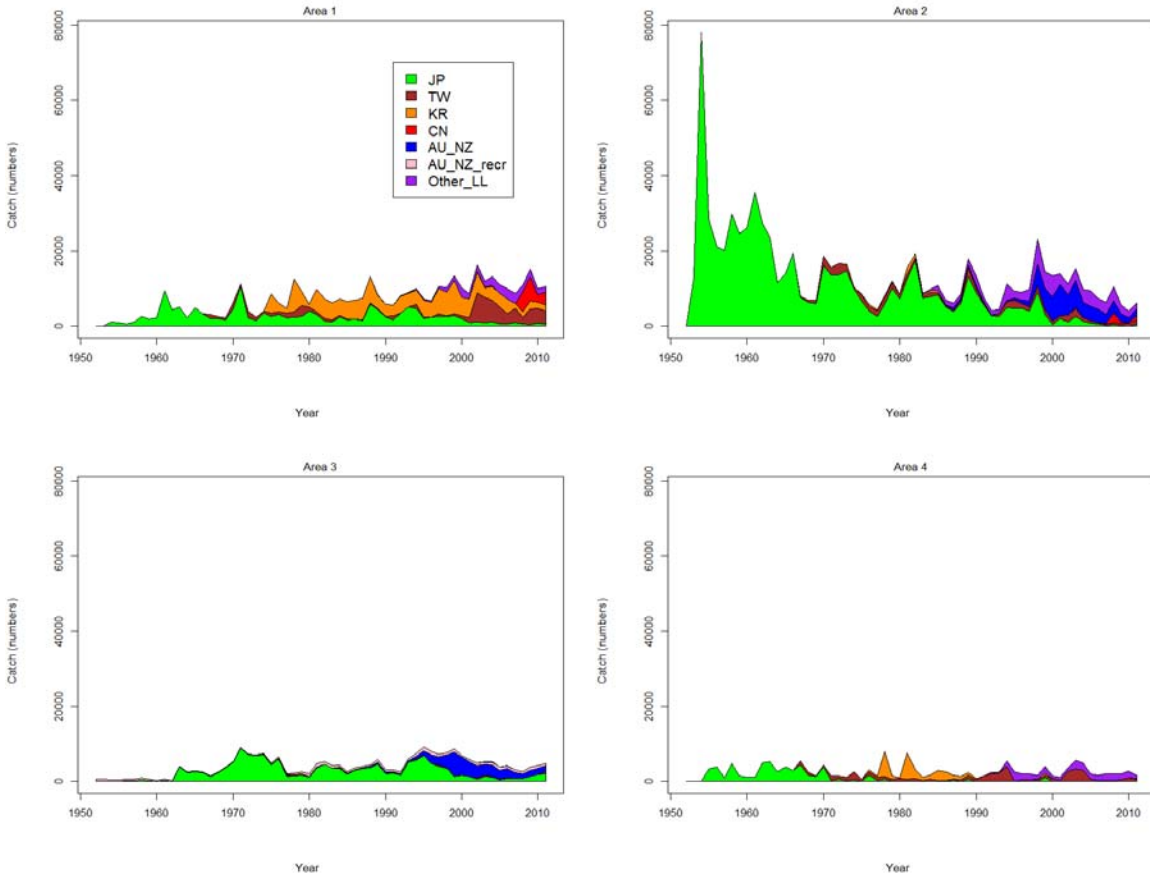 Area 1
Catch (numbers)
80000
60000
40000
20000
0
JP
TW
KR
CN
AU_NZ
AU_NZ_recr
Other_LL
1950 1960 1970 1980 1990 2000 2010
Year
Area 2
Catch (numbers)
80000
60000
40000
20000
0
1950 1960 1970 1980 1990 2000 2010
Year
Area 3
Catch (numbers)
80000
60000
40000
20000
0
1950 1960 1970 1980 1990 2000 2010
Year
Area 4
Catch (numbers)
80000
60000
40000
20000
0
1950 1960 1970 1980 1990 2000 2010
Year